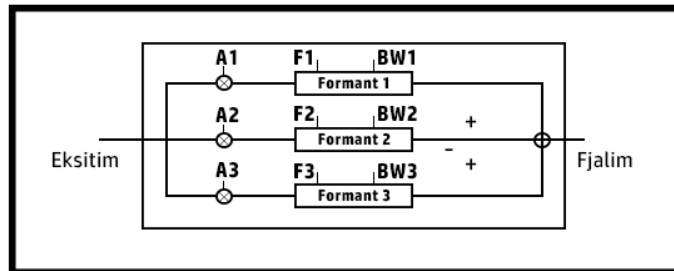 A1 F1 BW1
Formant 1
A2 F2 BW2 +
Formant 2
-
Eksitim Fjalim
+
A3 F3 BW3
Formant 3